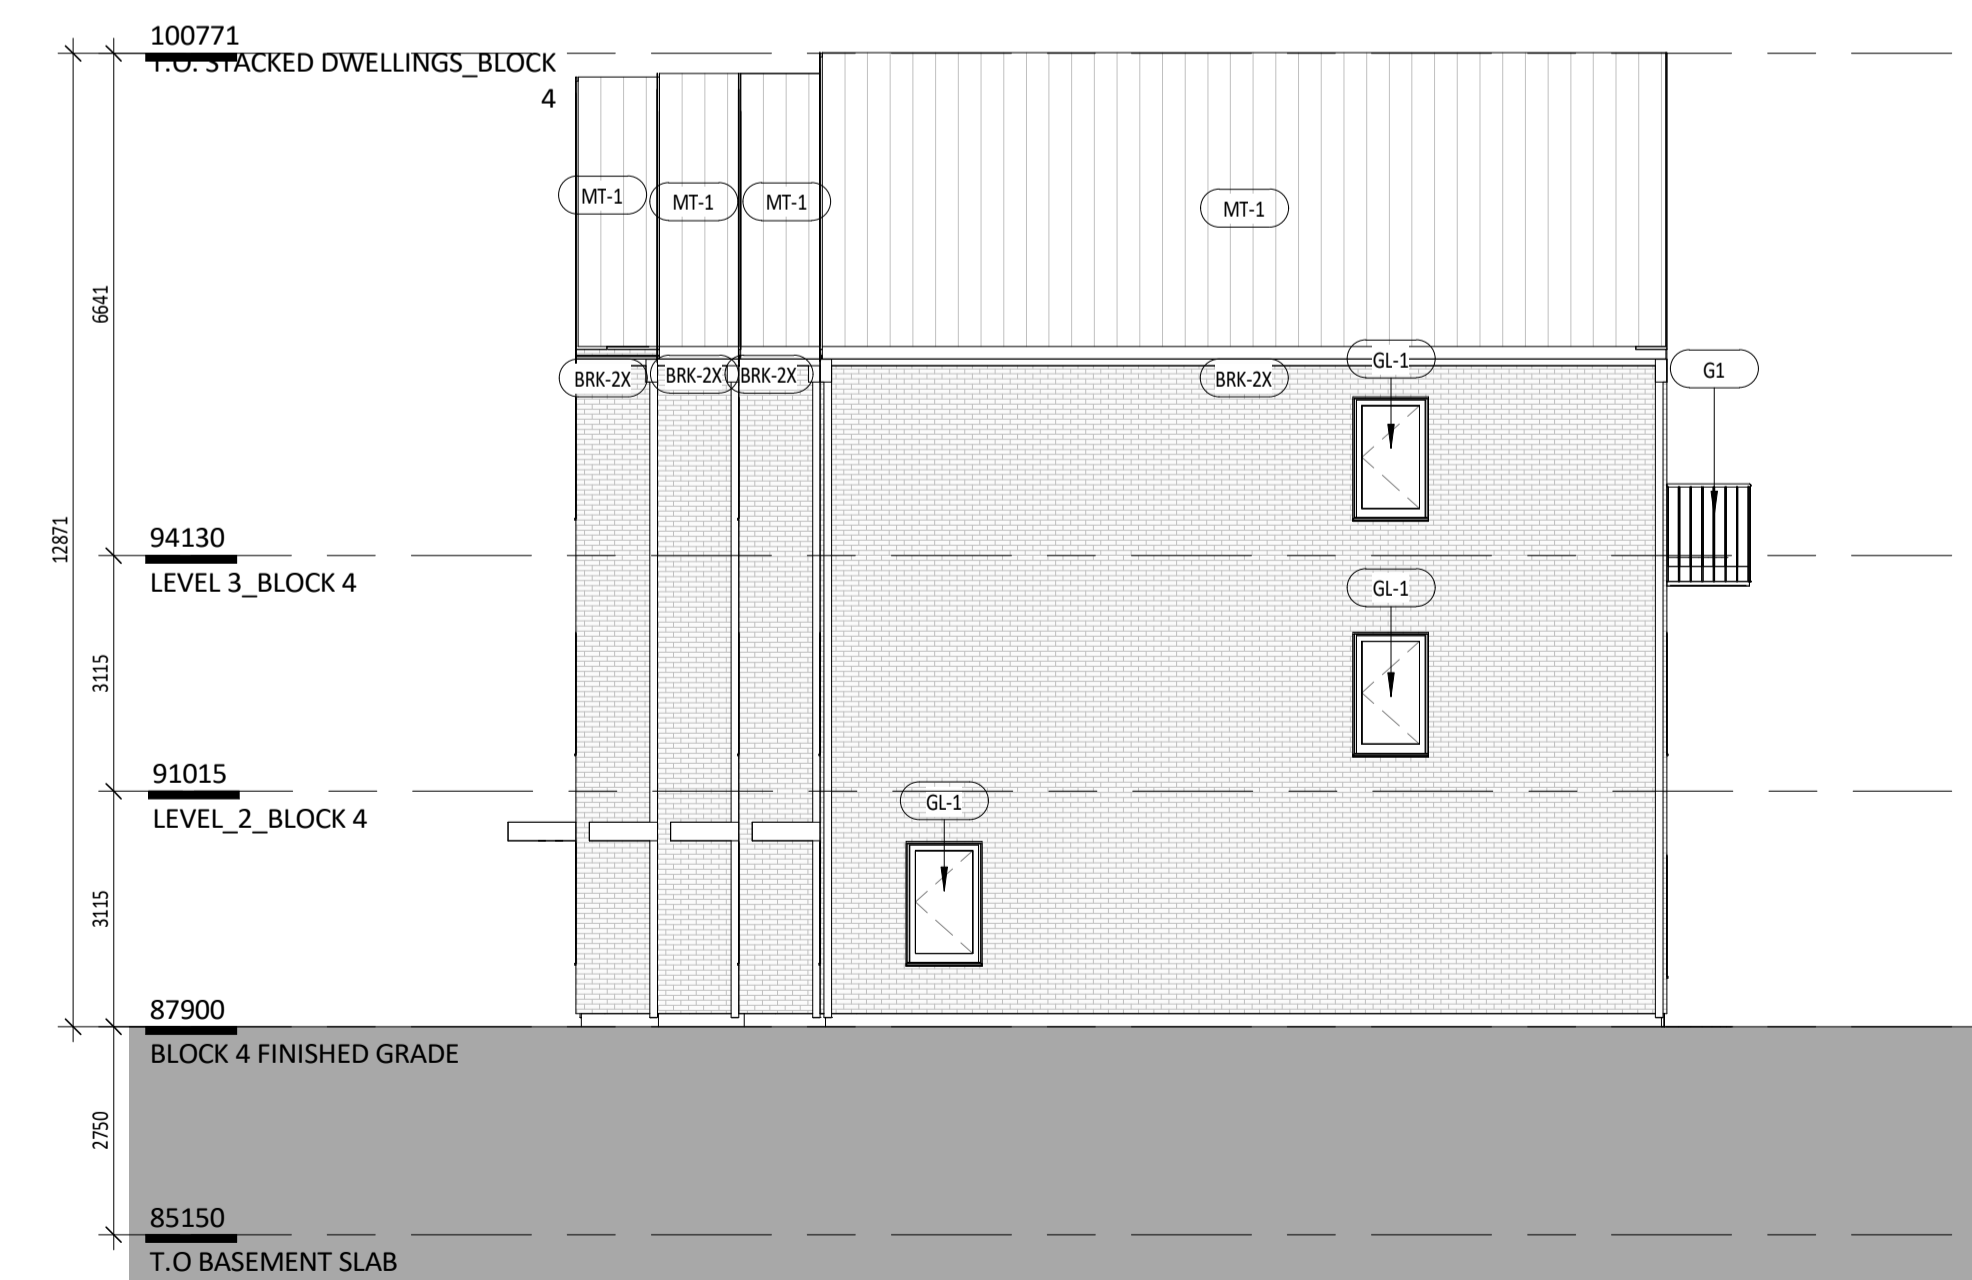 100771
T.O. STACKED DWELLINGS_BLOCK
4
MT-1
MT-1
MT-1
MT-1
6641
BRK-2X
BRK-2X
BRK-2X
BRK-2X
GL-1
G1
12871
94130
LEVEL 3_BLOCK 4
GL-1
3115
91015
LEVEL_2_BLOCK 4
GL-1
3115
87900
BLOCK 4 FINISHED GRADE
2750
85150
T.O BASEMENT SLAB